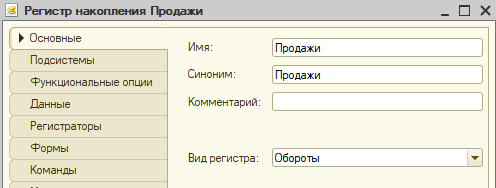 Регистр накопления Продажи
Основные
Подсистемы
Функциональные опции
Данные
Регистраторы
Формы
Команды
Имя: Продажи
Синоним: Продажи
Комментарий:
Вид регистра: Обороты